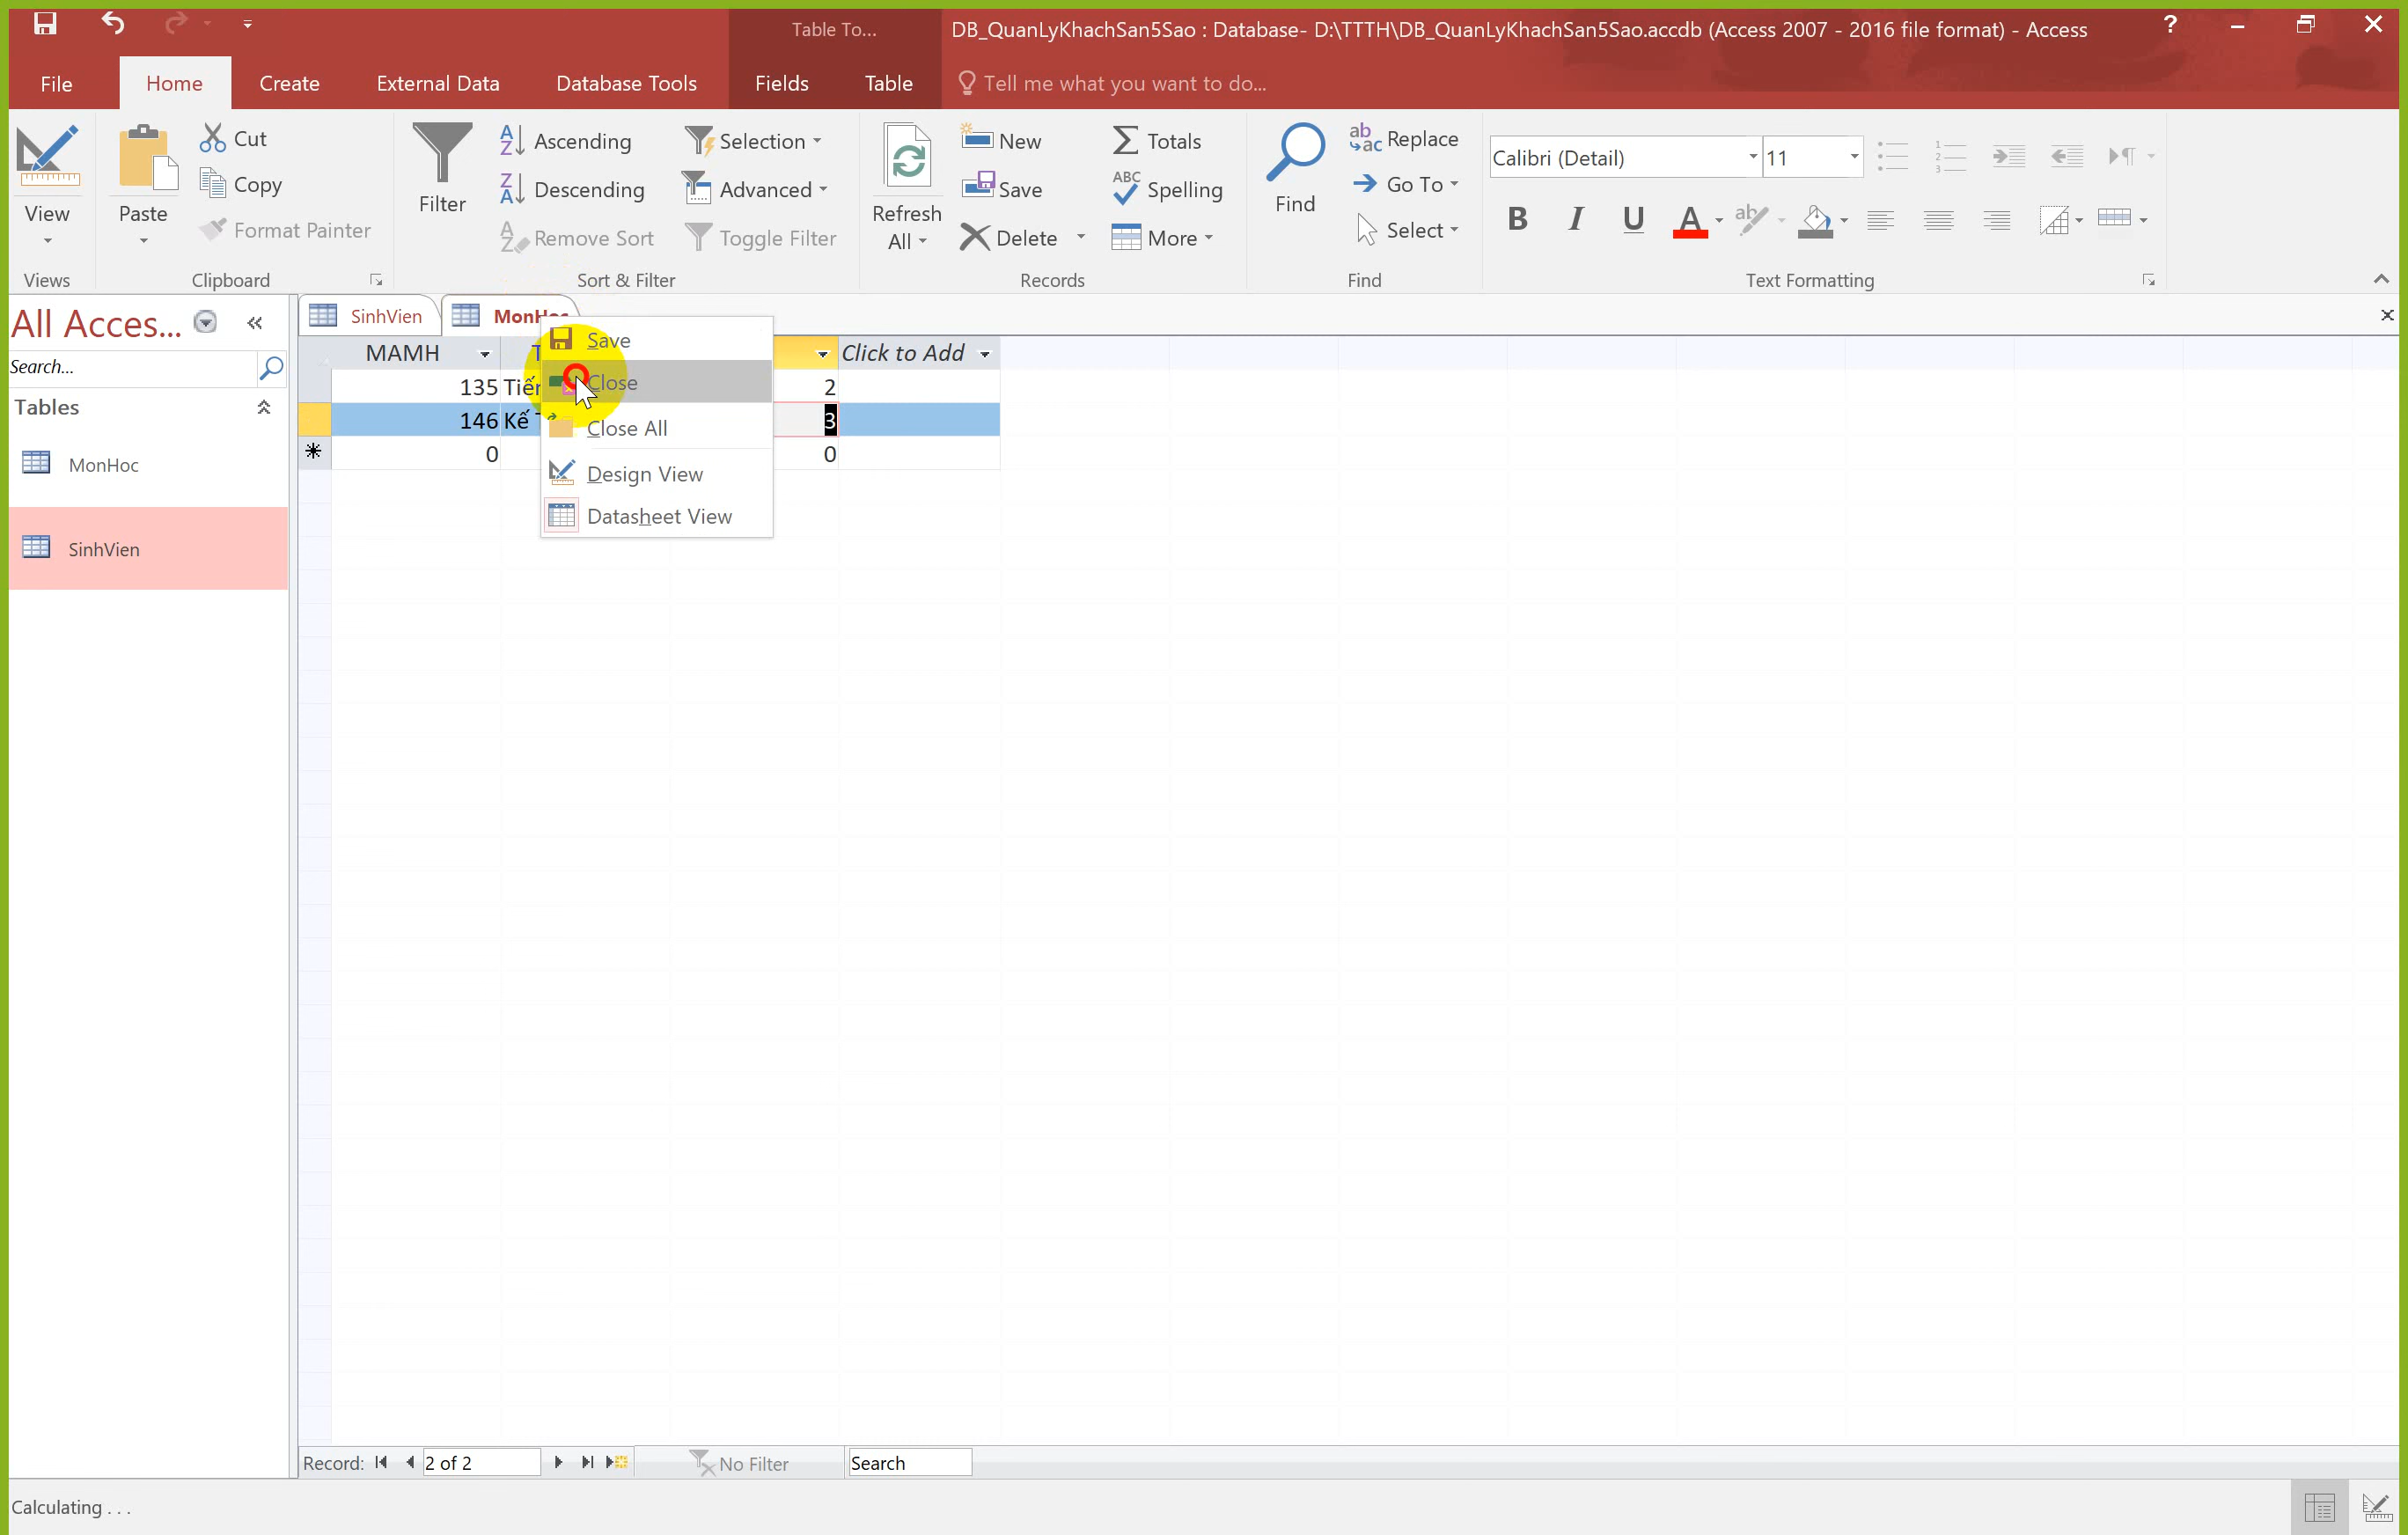 Table To...
DB_QuanLyKhachSan5Sao : Database- D:\TTTH\DB_QuanLyKhachSan5Sao.accdb (Access 2007 - 2016 file format) - Access
?
File
Home
Create
External Data
Database Tools
Fields
Table
Tell me what you want to do...
View
Views
Paste
Cut
Copy
Format Painter
Clipboard
Filter
Ascending
Descending
Remove Sort
Selection
Advanced
Toggle Filter
Sort & Filter
Refresh
All
New
Save
Delete
Totals
Spelling
More
Records
Find
Replace
Go To
Select
Find
Calibri (Detail)
11
B I U A
Text Formatting
All Acces...
Search...
Tables
MonHoc
SinhVien
SinhVien
MonHoc
MAMH
Click to Add
135 Tiến 2
146 Kế 3
0 0
Save
Close
Close All
Design View
Datasheet View
Record:
2 of 2
No Filter
Search
Calculating . . .